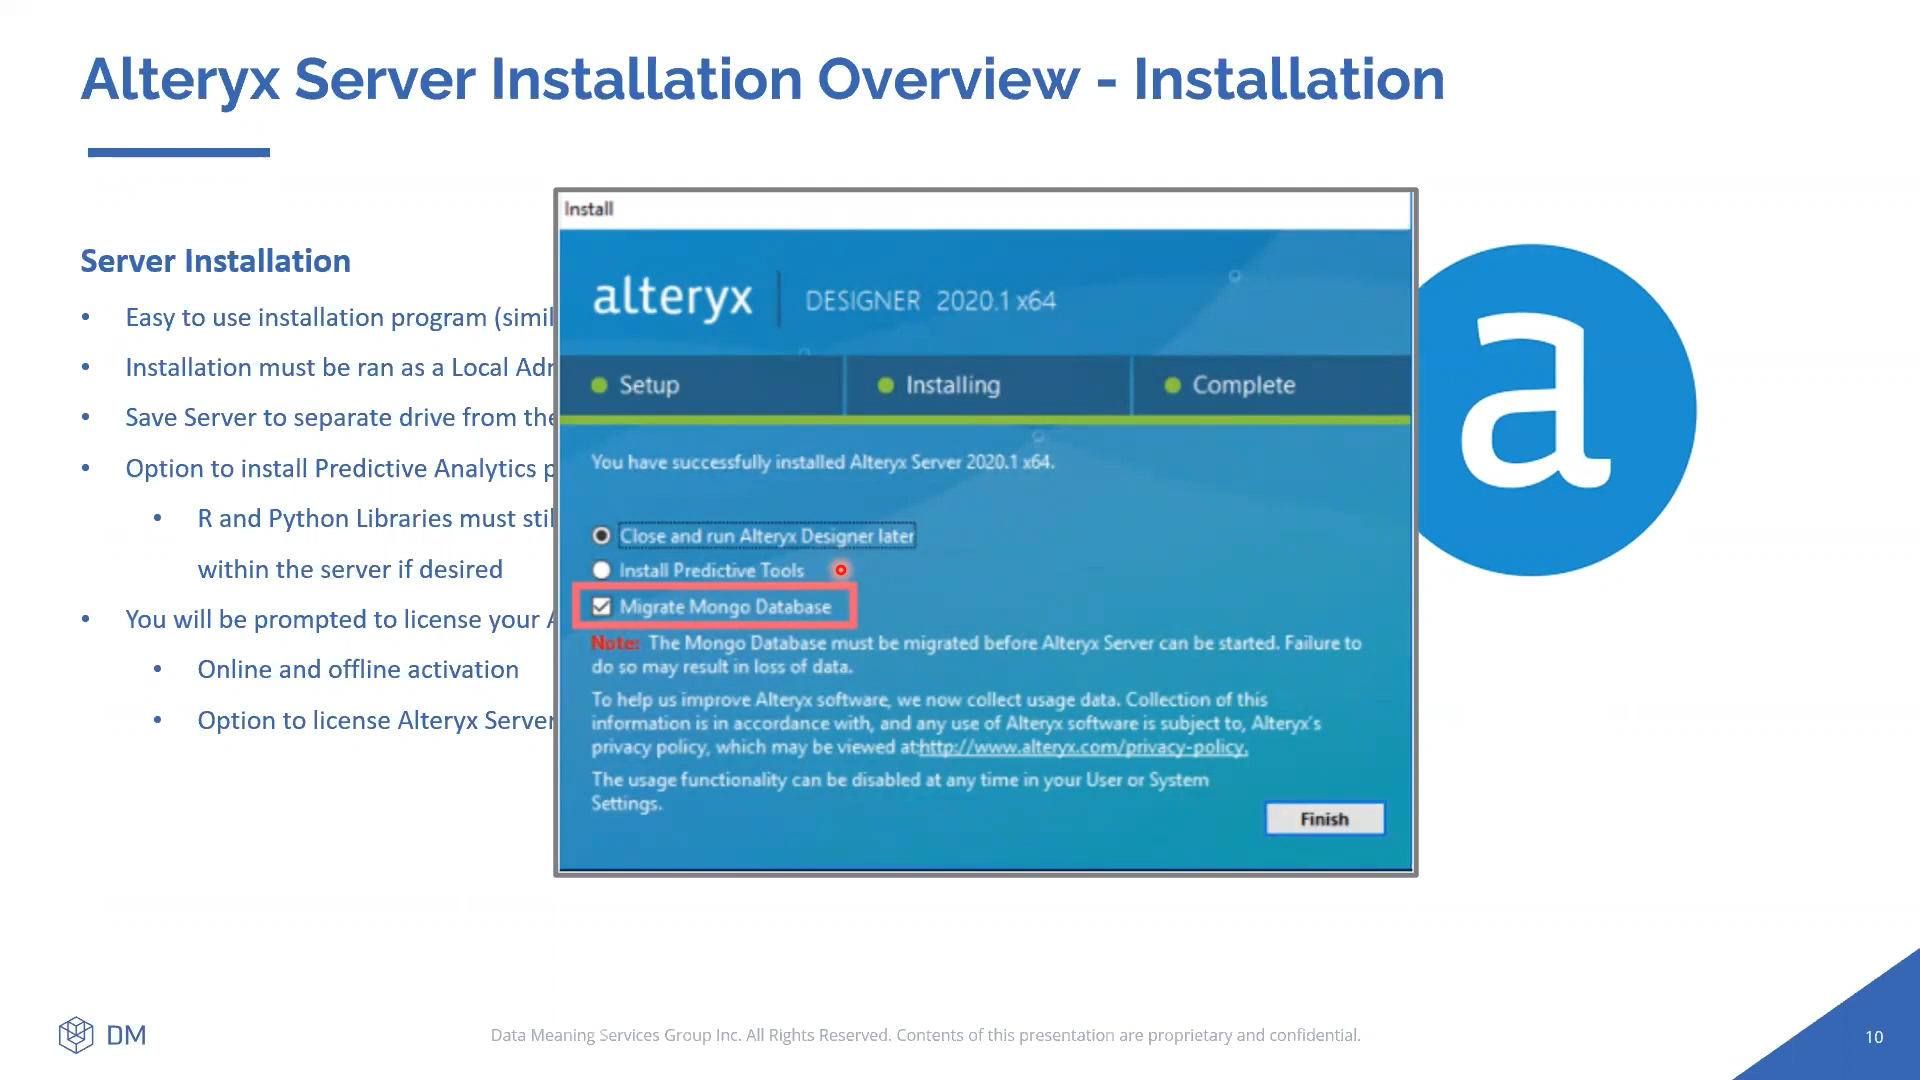 Alteryx Server Installation Overview - Installation
Server Installation
• Easy to use installation program (simil
• Installation must be ran as a Local Adr
• Save Server to separate drive from the
• Option to install Predictive Analytics p
• R and Python Libraries must stil
within the server if desired
• You will be prompted to license your A
• Online and offline activation
• Option to license Alteryx Server
Install
alteryx DESIGNER 2020.1 x64
Setup Installing Complete
You have successfully installed Alteryx Server 2020.1 x64.
Close and run Alteryx Designer later
Install Predictive Tools
Migrate Mongo Database
Note: The Mongo Database must be migrated before Alteryx Server can be started. Failure to
do so may result in loss of data.
To help us improve Alteryx software, we now collect usage data. Collection of this
information is in accordance with, and any use of Alteryx software is subject to, Alteryx's
privacy policy, which may be viewed at:http://www.alteryx.com/privacy-policy.
The usage functionality can be disabled at any time in your User or System
Settings.
Finish
a
DM
Data Meaning Services Group Inc. All Rights Reserved. Contents of this presentation are proprietary and confidential.
10